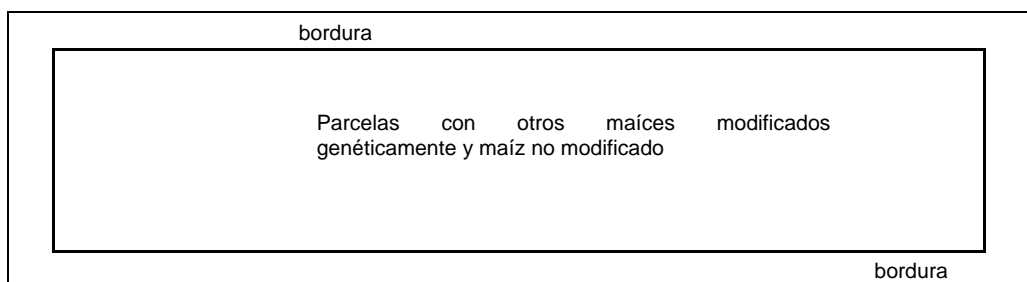 bordura
Parcelas con otros maíces modificados
genéticamente y maíz no modificado
bordura